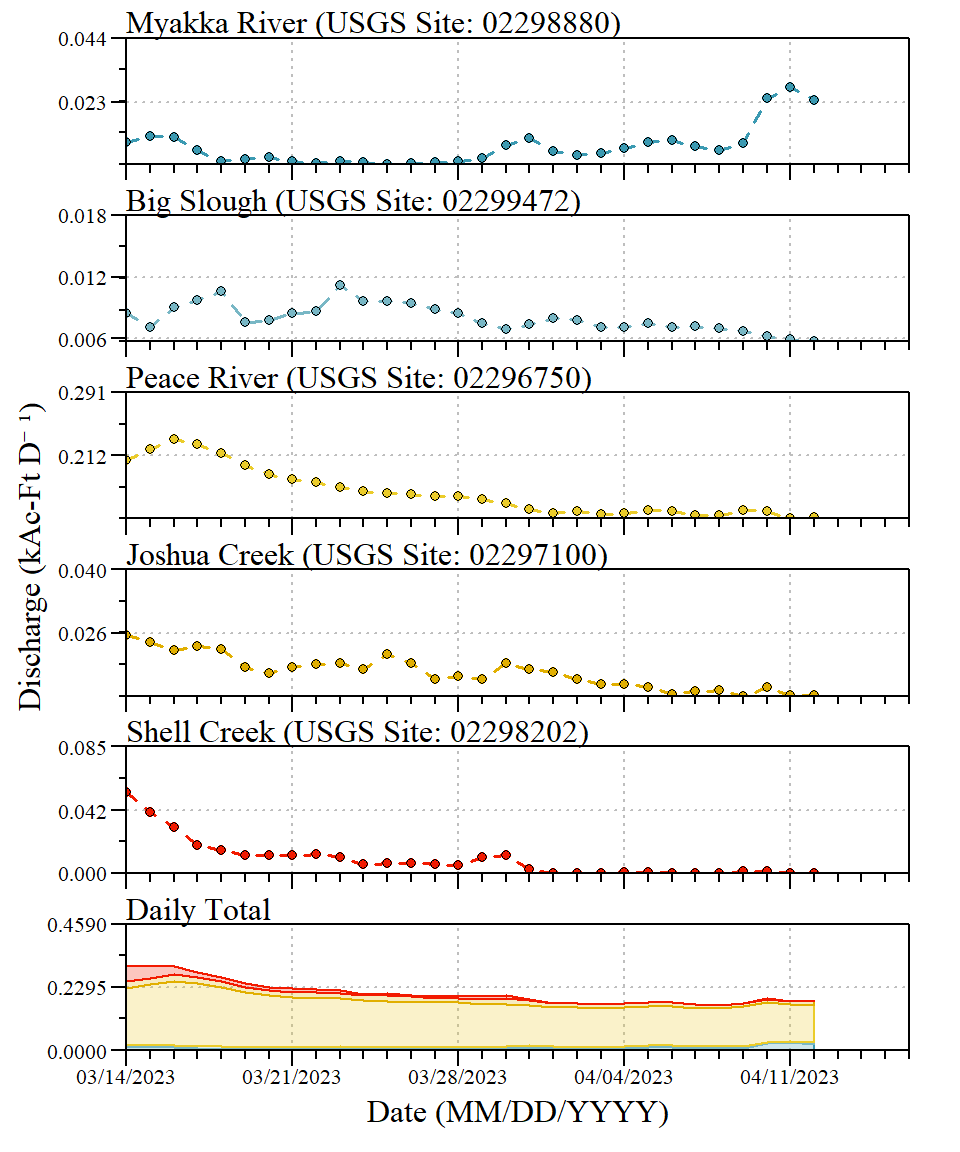 Myakka River (USGS Site: 02298880)
0.044
0.023
Big Slough (USGS Site: 02299472)
0.018
0.012
0.006
Peace River (USGS Site: 02296750)
0.291
0.212
Joshua Creek (USGS Site: 02297100)
0.040
0.026
Shell Creek (USGS Site: 02298202)
0.085
0.042
0.000
Daily Total
0.4590
0.2295
0.0000
03/14/2023 03/21/2023 03/28/2023 04/04/2023 04/11/2023
Date (MM/DD/YYYY)
Discharge (kAc-Ft D⁻¹)